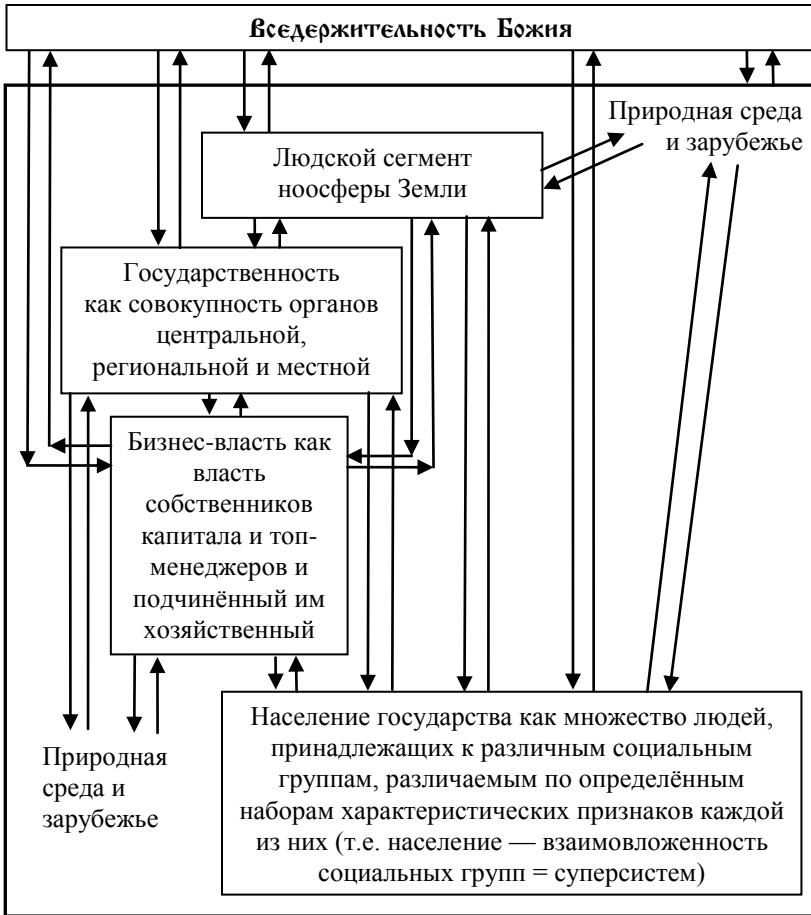 Вседержительность Божия
Природная среда
и зарубежье
Людской сегмент
ноосферы Земли
Государственность
как совокупность органов
центральной,
региональной и местной
Бизнес-власть как
власть
собственников
капитала и топ-
менеджеров и
подчинённый им
хозяйственный
Природная
среда и
зарубежье
Население государства как множество людей,
принадлежащих к различным социальным
группам, различаемым по определённым
наборам характеристических признаков каждой
из них (т.е. население — взаимовложенность
социальных групп = суперсистем)